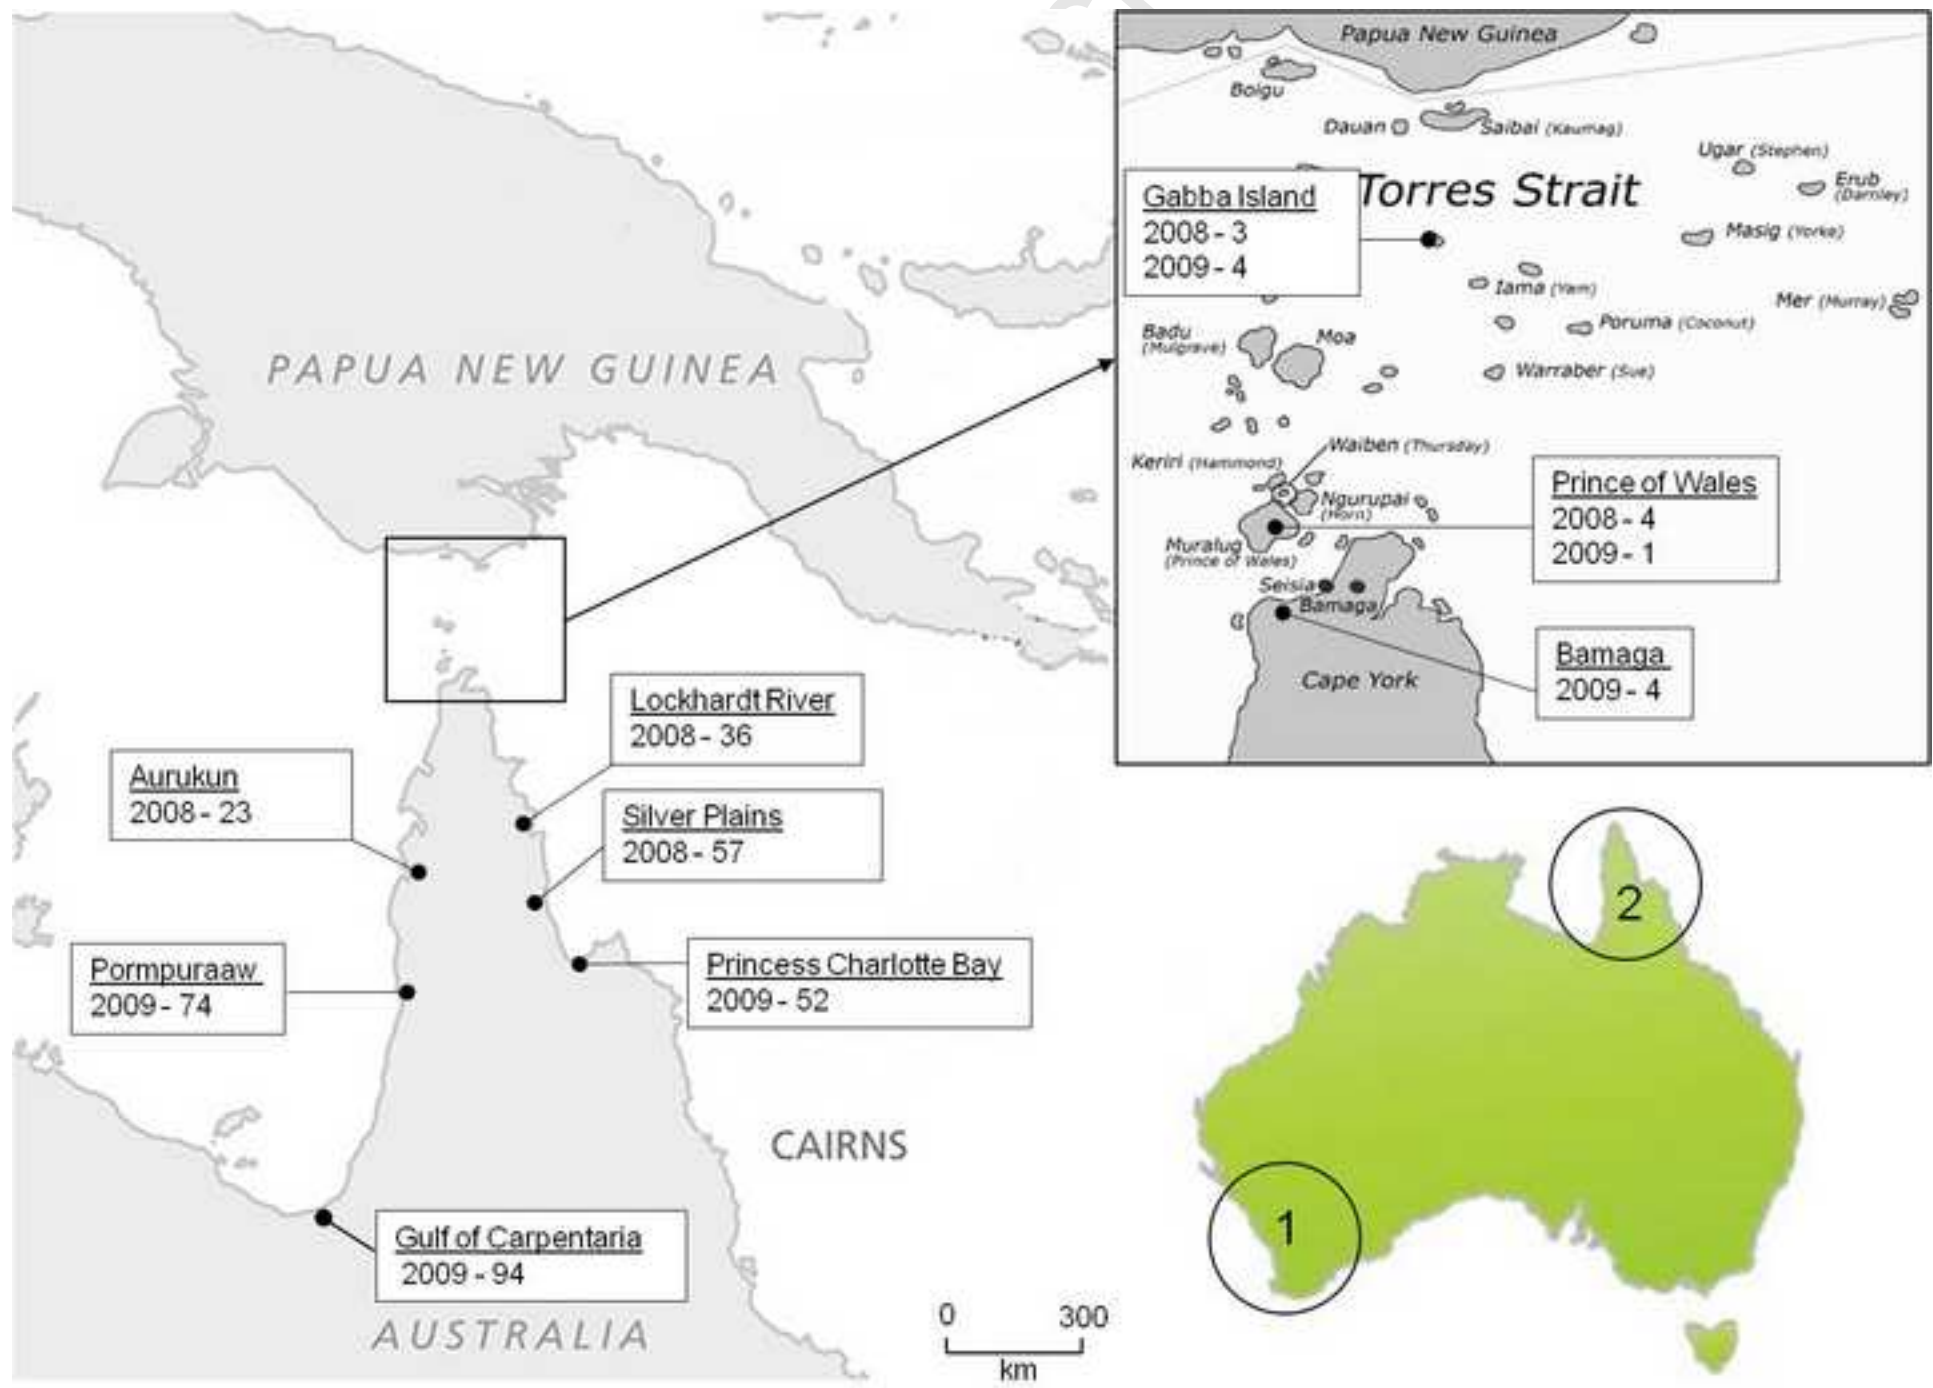 PAPUA NEW GUINEA
Lockhardt River
2008 - 36
Aurukun
2008 - 23
Silver Plains
2008 - 57
Pormpuraaw
2009 - 74
Princess Charlotte Bay
2009 - 52
CAIRNS
Gulf of Carpentaria
2009 - 94
AUSTRALIA
0 300
km
Papua New Guinea
Boigu
Dauan
Saibai (Kaumag)
Ugar (Stephen)
Erub
(Darnley)
Torres Strait
Gabba Island
2008 - 3
2009 - 4
Masig (Yorke)
Iama (Yam)
Mer (Murray)
Poruma (Coconut)
Badu
(Mulgrave)
Moa
Warraber (Sue)
Waiben (Thursday)
Keriri (Hammond)
Ngurupai
(Horn)
Prince of Wales
2008 - 4
2009 - 1
Muralug
(Prince of Wales)
Seisia
Bamaga
Bamaga
2009 - 4
Cape York
2
1